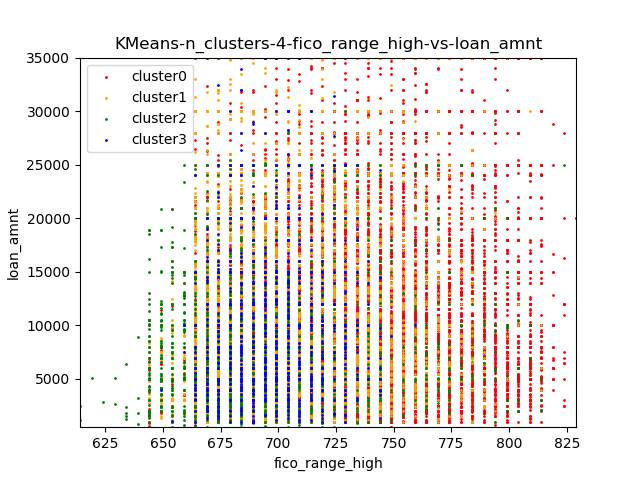 KMeans-n_clusters-4-fico_range_high-vs-loan_amnt
35000
30000
25000
20000
15000
10000
5000
loan_amnt
cluster0
cluster1
cluster2
cluster3
625 650 675 700 725 750 775 800 825
fico_range_high